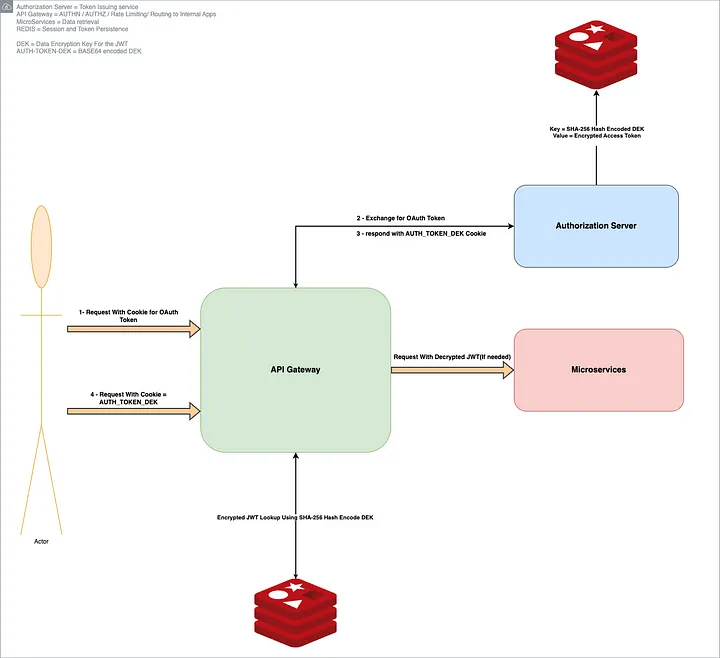 Authorization Server = Token Issuing service
API Gateway = AUTHN / AUTHZ / Rate Limiting/ Routing to Internal Apps
MicroServices = Data retrieval
REDIS = Session and Token Persistence
DEK = Data Encryption Key For the JWT
AUTH-TOKEN-DEK = BASE64 encoded DEK
Key = SHA-256 Hash Encoded DEK
Value = Encrypted Access Token
2 - Exchange for OAuth Token
3 - respond with AUTH_TOKEN_DEK Cookie
Authorization Server
1- Request With Cookie for OAuth
Token
API Gateway
Request With Decrypted JWT(If needed)
Microservices
4 - Request With Cookie =
AUTH_TOKEN_DEK
Encrypted JWT Lookup Using SHA-256 Hash Encode DEK
Actor